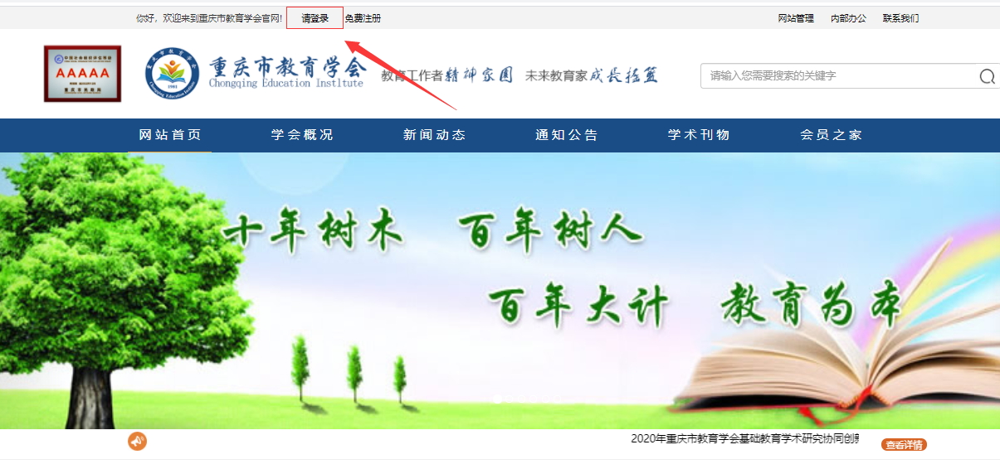 你好，欢迎来到重庆市教育学会官网! 请登录 免费注册 网站管理 内部办公 联系我们
AAAAA
重庆市教育学会
Chongqing Education Institute
教育工作者精神家园 未来教育家成长摇篮
请输入您需要搜索的关键字
网站首页 学会概况 新闻动态 通知公告 学术刊物 会员之家
十年树木 百年树人
百年大计 教育为本
2020年重庆市教育学会基础教育学术研究协同创 查看详情